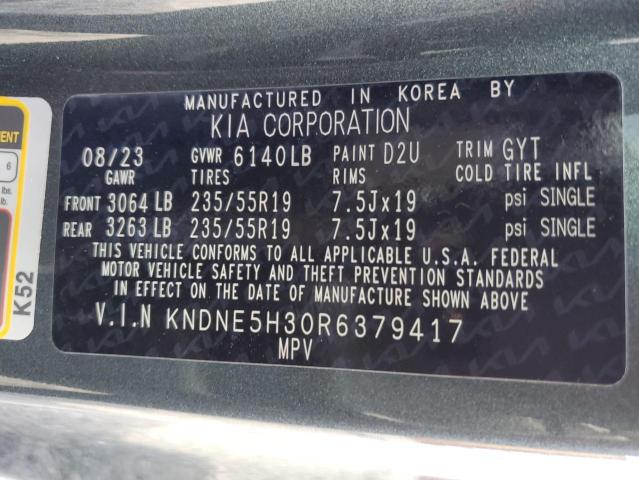 MANUFACTURED IN KOREA BY
KIA CORPORATION
08/23 GVWR 6140LB PAINT D2U TRIM GYT
GAWR TIRES RIMS COLD TIRE INFL
FRONT 3064 LB 235/55R19 7.5Jx19 psi SINGLE
REAR 3263 LB 235/55R19 7.5Jx19 psi SINGLE
THIS VEHICLE CONFORMS TO ALL APPLICABLE U.S.A. FEDERAL
MOTOR VEHICLE SAFETY AND THEFT PREVENTION STANDARDS
IN EFFECT ON THE DATE OF MANUFACTURE SHOWN ABOVE
V.I.N KNDNE5H30R6379417
MPV
K52
6
lbs.
lb.